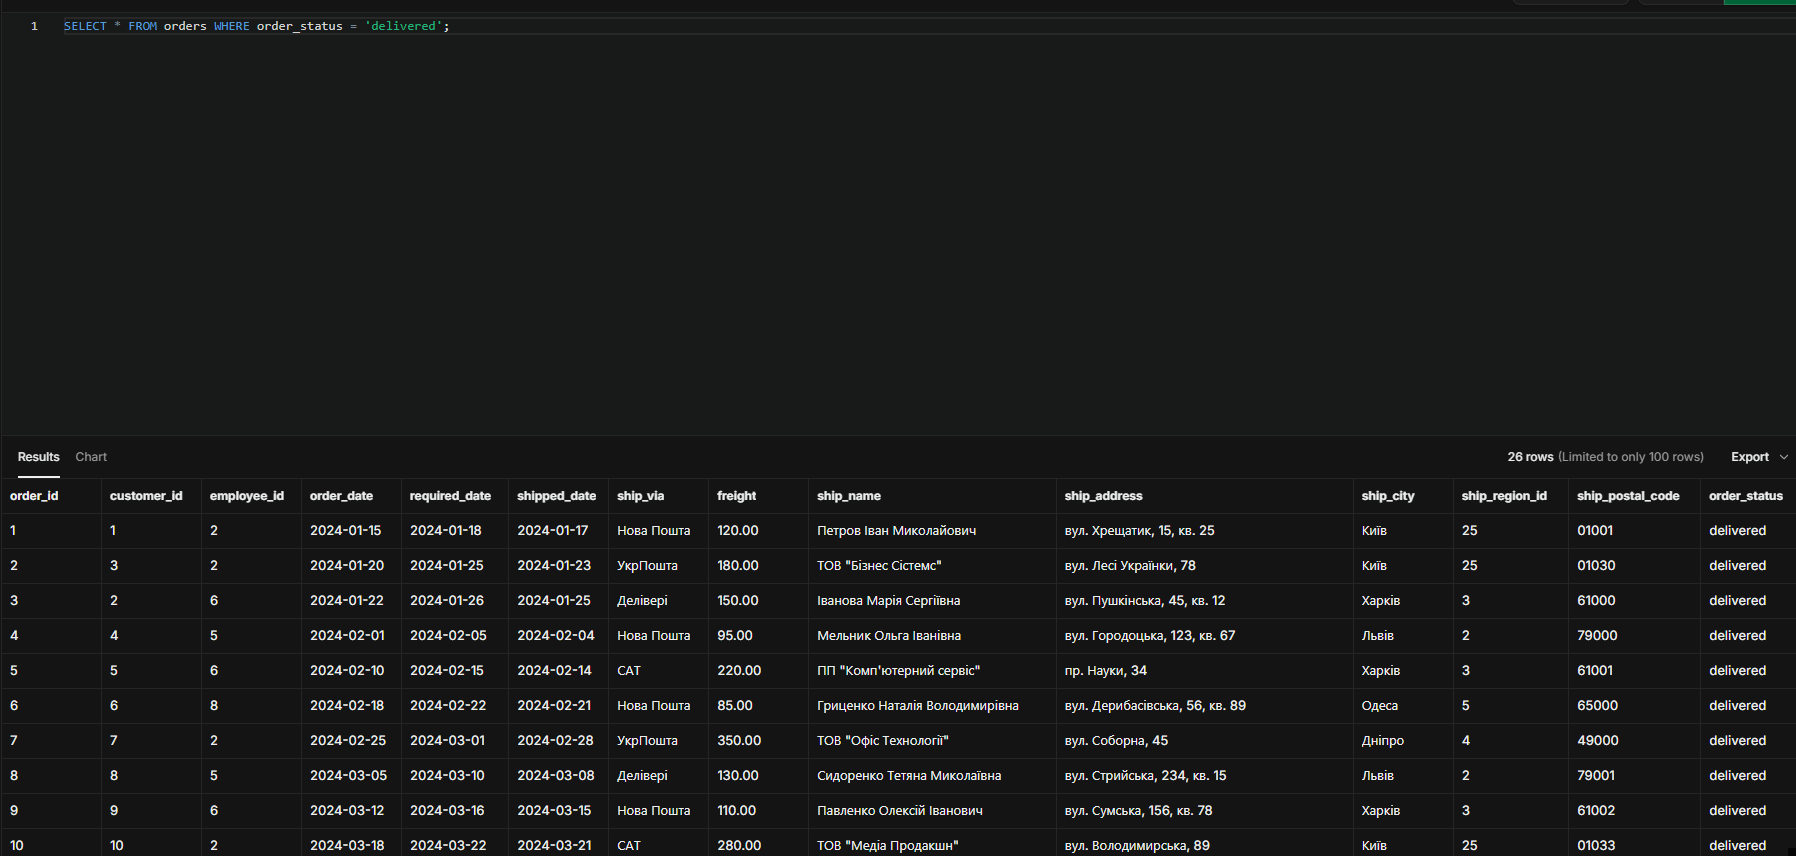 1 SELECT * FROM orders WHERE order_status = 'delivered';
Results Chart 26 rows (Limited to only 100 rows) Export
order_id customer_id employee_id order_date required_date shipped_date ship_via freight ship_name ship_address ship_city ship_region_id ship_postal_code order_status
1 1 2 2024-01-15 2024-01-18 2024-01-17 Нова Пошта 120.00 Петров Іван Миколайович вул. Хрещатик, 15, кв. 25 Київ 25 01001 delivered
2 3 2 2024-01-20 2024-01-25 2024-01-23 УкрПошта 180.00 ТОВ "Бізнес Сістемс" вул. Лесі Українки, 78 Київ 25 01030 delivered
3 2 6 2024-01-22 2024-01-26 2024-01-25 Делівері 150.00 Іванова Марія Сергіївна вул. Пушкінська, 45, кв. 12 Харків 3 61000 delivered
4 4 5 2024-02-01 2024-02-05 2024-02-04 Нова Пошта 95.00 Мельник Ольга Іванівна вул. Городоцька, 123, кв. 67 Львів 2 79000 delivered
5 5 6 2024-02-10 2024-02-15 2024-02-14 САТ 220.00 ПП "Комп'ютерний сервіс" пр. Науки, 34 Харків 3 61001 delivered
6 6 8 2024-02-18 2024-02-22 2024-02-21 Нова Пошта 85.00 Гриценко Наталія Володимирівна вул. Дерибасівська, 56, кв. 89 Одеса 5 65000 delivered
7 7 2 2024-02-25 2024-03-01 2024-02-28 УкрПошта 350.00 ТОВ "Офіс Технології" вул. Соборна, 45 Дніпро 4 49000 delivered
8 8 5 2024-03-05 2024-03-10 2024-03-08 Делівері 130.00 Сидоренко Тетяна Миколаївна вул. Стрийська, 234, кв. 15 Львів 2 79001 delivered
9 9 6 2024-03-12 2024-03-16 2024-03-15 Нова Пошта 110.00 Павленко Олексій Іванович вул. Сумська, 156, кв. 78 Харків 3 61002 delivered
10 10 2 2024-03-18 2024-03-22 2024-03-21 САТ 280.00 ТОВ "Медіа Продакшн" вул. Володимирська, 89 Київ 25 01033 delivered